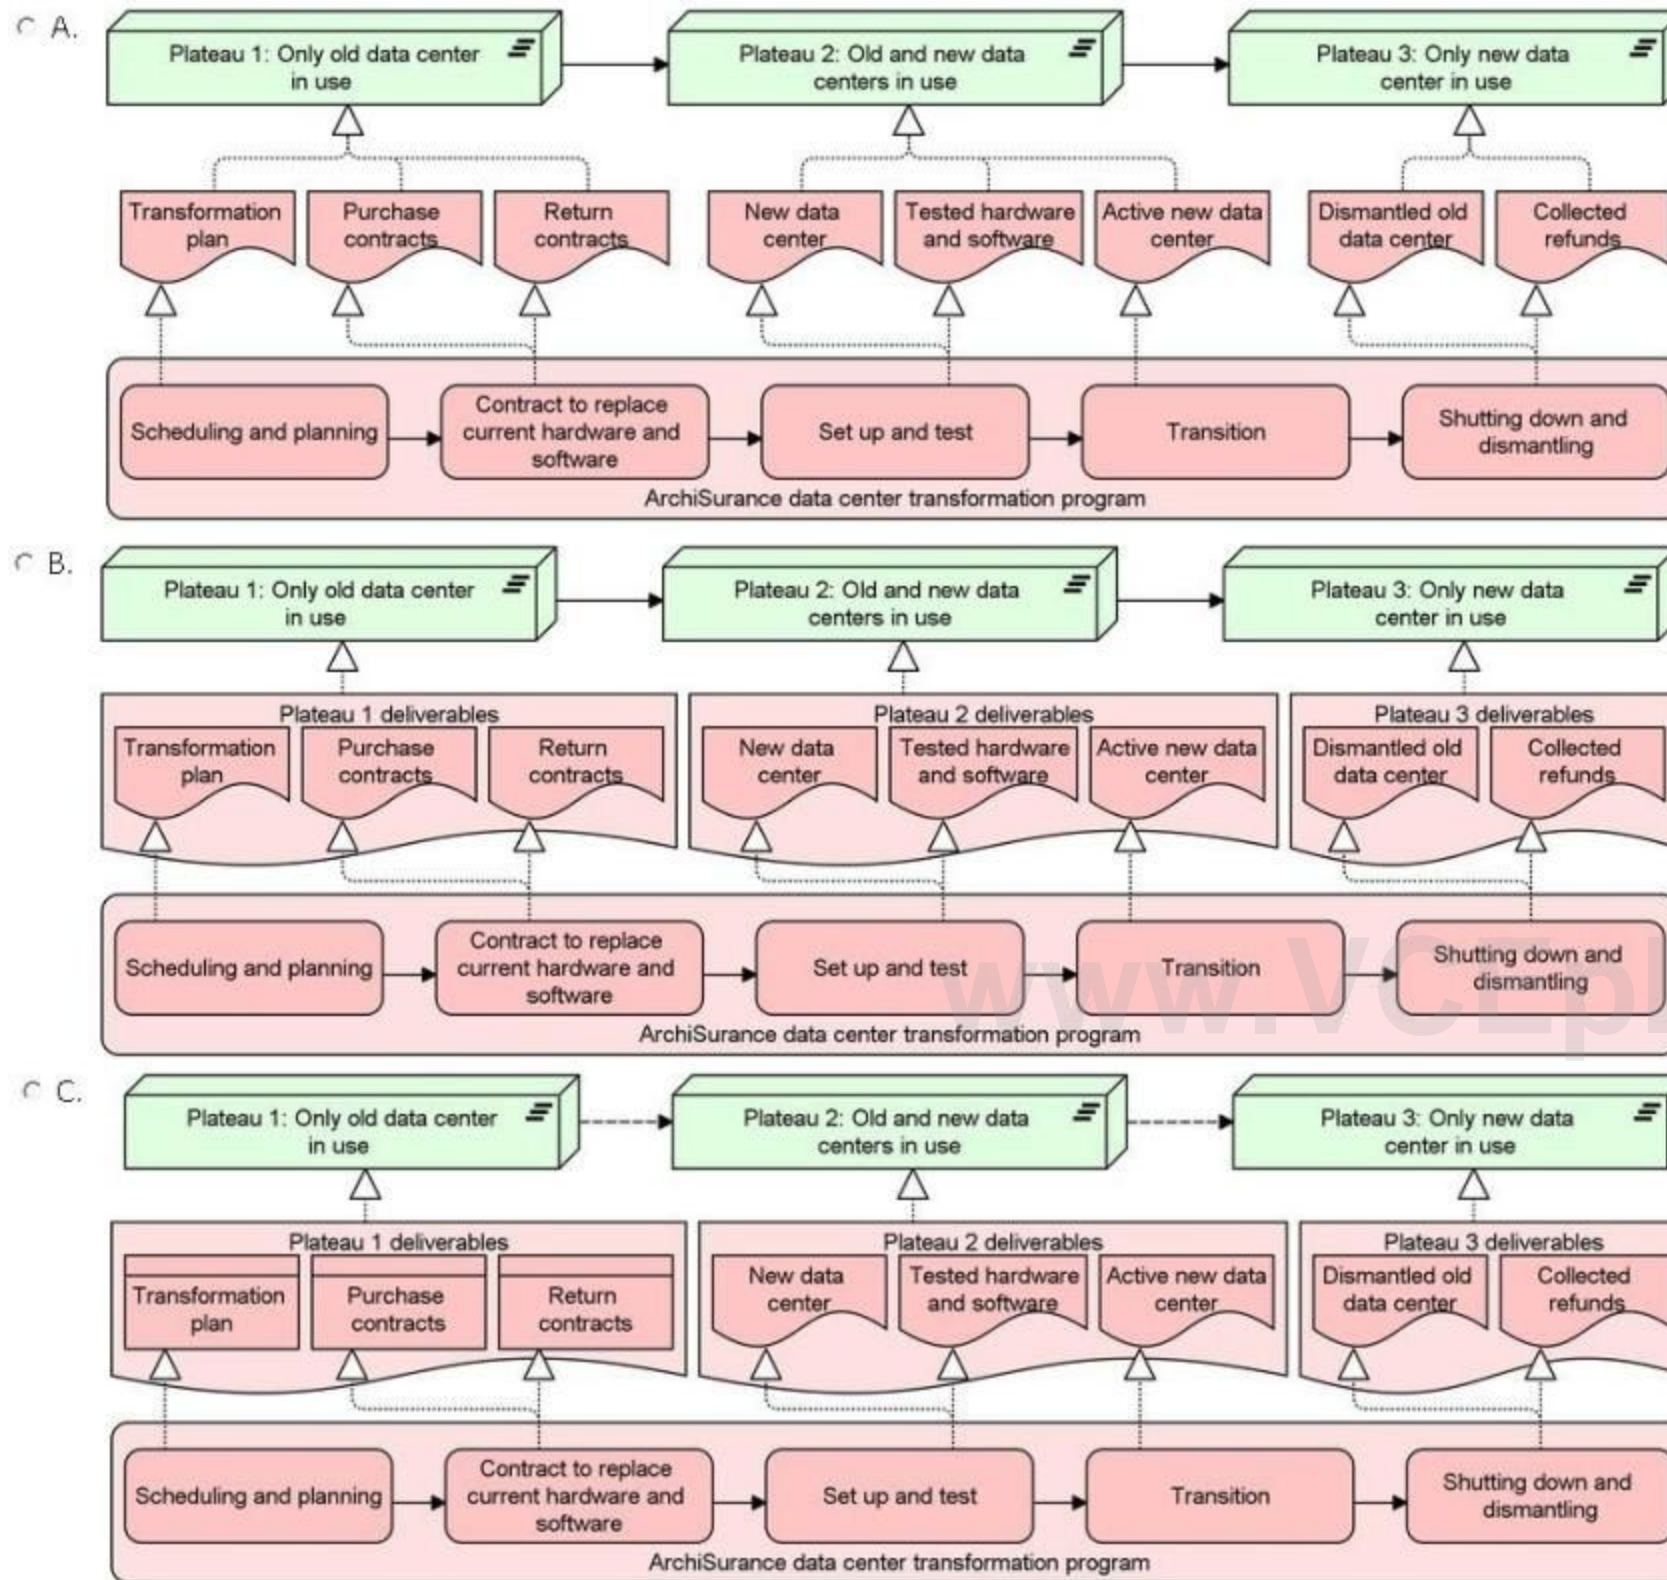 A.
Plateau 1: Only old data center
in use
Plateau 2: Old and new data
centers in use
Plateau 3: Only new data
center in use
Transformation
plan
Purchase
contracts
Return
contracts
New data
center
Tested hardware
and software
Active new data
center
Dismantled old
data center
Collected
refunds
Scheduling and planning
Contract to replace
current hardware and
software
Set up and test
Transition
Shutting down and
dismantling
ArchiSurance data center transformation program
B.
Plateau 1: Only old data center
in use
Plateau 2: Old and new data
centers in use
Plateau 3: Only new data
center in use
Plateau 1 deliverables
Transformation
plan
Purchase
contracts
Return
contracts
Plateau 2 deliverables
New data
center
Tested hardware
and software
Active new data
center
Plateau 3 deliverables
Dismantled old
data center
Collected
refunds
Scheduling and planning
Contract to replace
current hardware and
software
Set up and test
Transition
Shutting down and
dismantling
ArchiSurance data center transformation program
C.
Plateau 1: Only old data center
in use
Plateau 2: Old and new data
centers in use
Plateau 3: Only new data
center in use
Plateau 1 deliverables
Transformation
plan
Purchase
contracts
Return
contracts
Plateau 2 deliverables
New data
center
Tested hardware
and software
Active new data
center
Plateau 3 deliverables
Dismantled old
data center
Collected
refunds
Scheduling and planning
Contract to replace
current hardware and
software
Set up and test
Transition
Shutting down and
dismantling
ArchiSurance data center transformation program